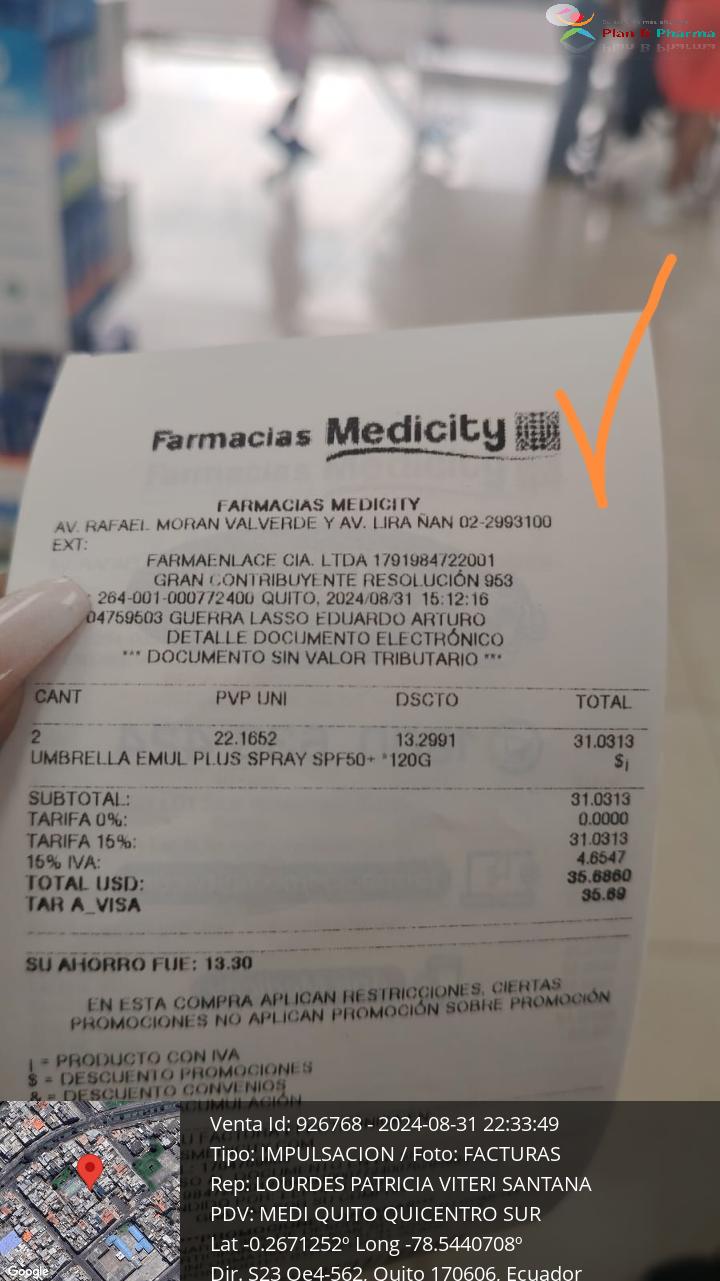 Plan B Pharma
Farmacias Medicity
FARMACIAS MEDICITY
AV. RAFAEL MORAN VALVERDE Y AV. LIRA ÑAN 02-2993100
EXT:
FARMAENLACE CIA. LTDA 1791984722001
GRAN CONTRIBUYENTE RESOLUCIÓN 953
: 264-001-000772400 QUITO, 2024/08/31 15:12:16
04759503 GUERRA LASSO EDUARDO ARTURO
DETALLE DOCUMENTO ELECTRÓNICO
*** DOCUMENTO SIN VALOR TRIBUTARIO ***
CANT PVP UNI DSCTO TOTAL
2 22.1652 13.2991 31.0313
UMBRELLA EMUL PLUS SPRAY SPF50+ *120G $¡
SUBTOTAL: 31.0313
TARIFA 0%: 0.0000
TARIFA 15%: 31.0313
15% IVA: 4.6547
TOTAL USD: 35.6860
TAR A_VISA 35.69
SU AHORRO FUE: 13.30
EN ESTA COMPRA APLICAN RESTRICCIONES, CIERTAS
PROMOCIONES NO APLICAN PROMOCIÓN SOBRE PROMOCIÓN
¡ = PRODUCTO CON IVA
$ = DESCUENTO PROMOCIONES
& = DESCUENTO CONVENIOS
Venta Id: 926768 - 2024-08-31 22:33:49
Tipo: IMPULSACION / Foto: FACTURAS
Rep: LOURDES PATRICIA VITERI SANTANA
PDV: MEDI QUITO QUICENTRO SUR
Lat -0.2671252º Long -78.5440708º
Dir. S23 Oe4-562, Quito 170606, Ecuador
Google